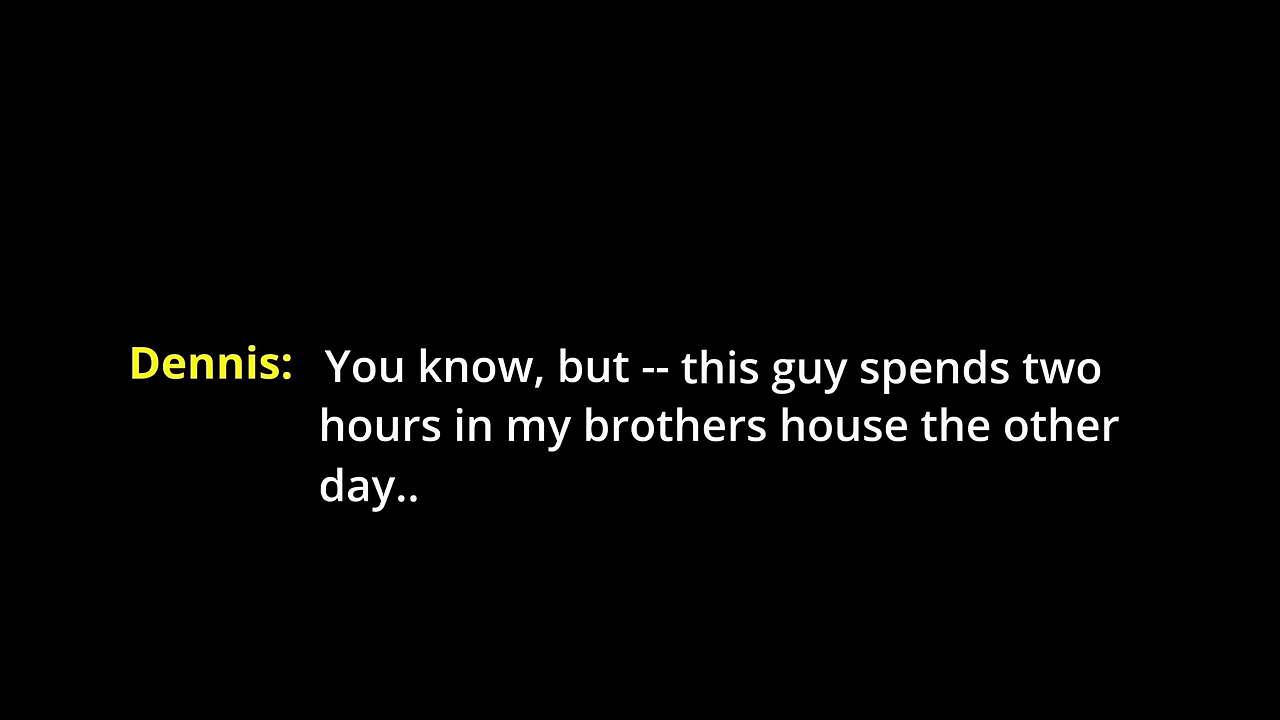 Dennis: You know, but -- this guy spends two
hours in my brothers house the other
day..